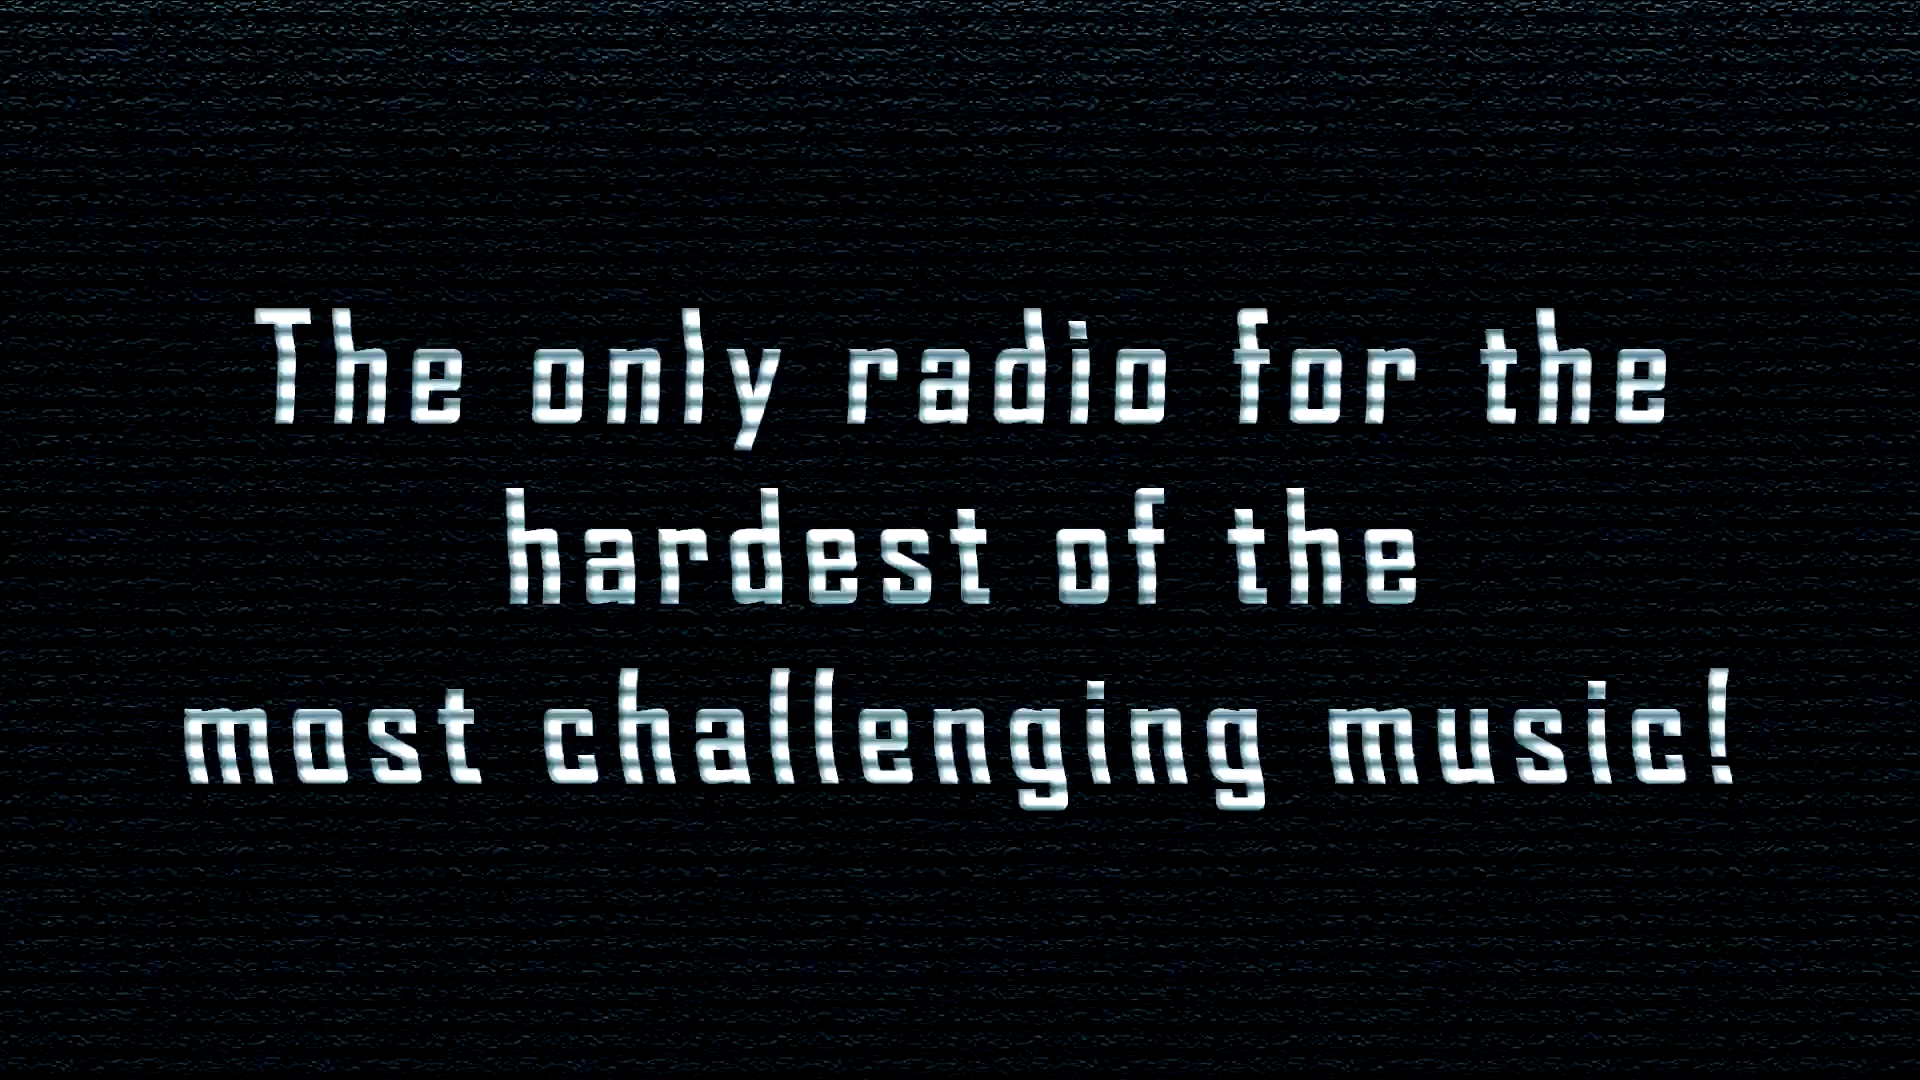 The only radio for the
hardest of the
most challenging music!